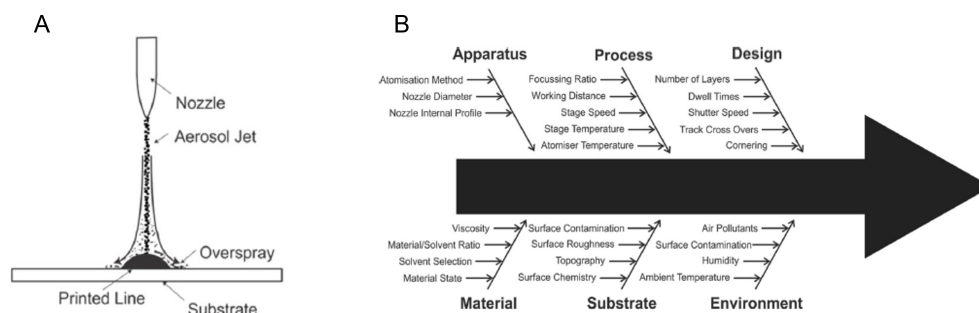 A
Nozzle
Aerosol Jet
Overspray
Printed Line
Substrate
B
Apparatus
Atomisation Method
Nozzle Diameter
Nozzle Internal Profile
Process
Focussing Ratio
Working Distance
Stage Speed
Stage Temperature
Atomiser Temperature
Design
Number of Layers
Dwell Times
Shutter Speed
Track Cross Overs
Cornering
Viscosity
Material/Solvent Ratio
Solvent Selection
Material State
Material
Surface Contamination
Surface Roughness
Topography
Surface Chemistry
Substrate
Air Pollutants
Surface Contamination
Humidity
Ambient Temperature
Environment